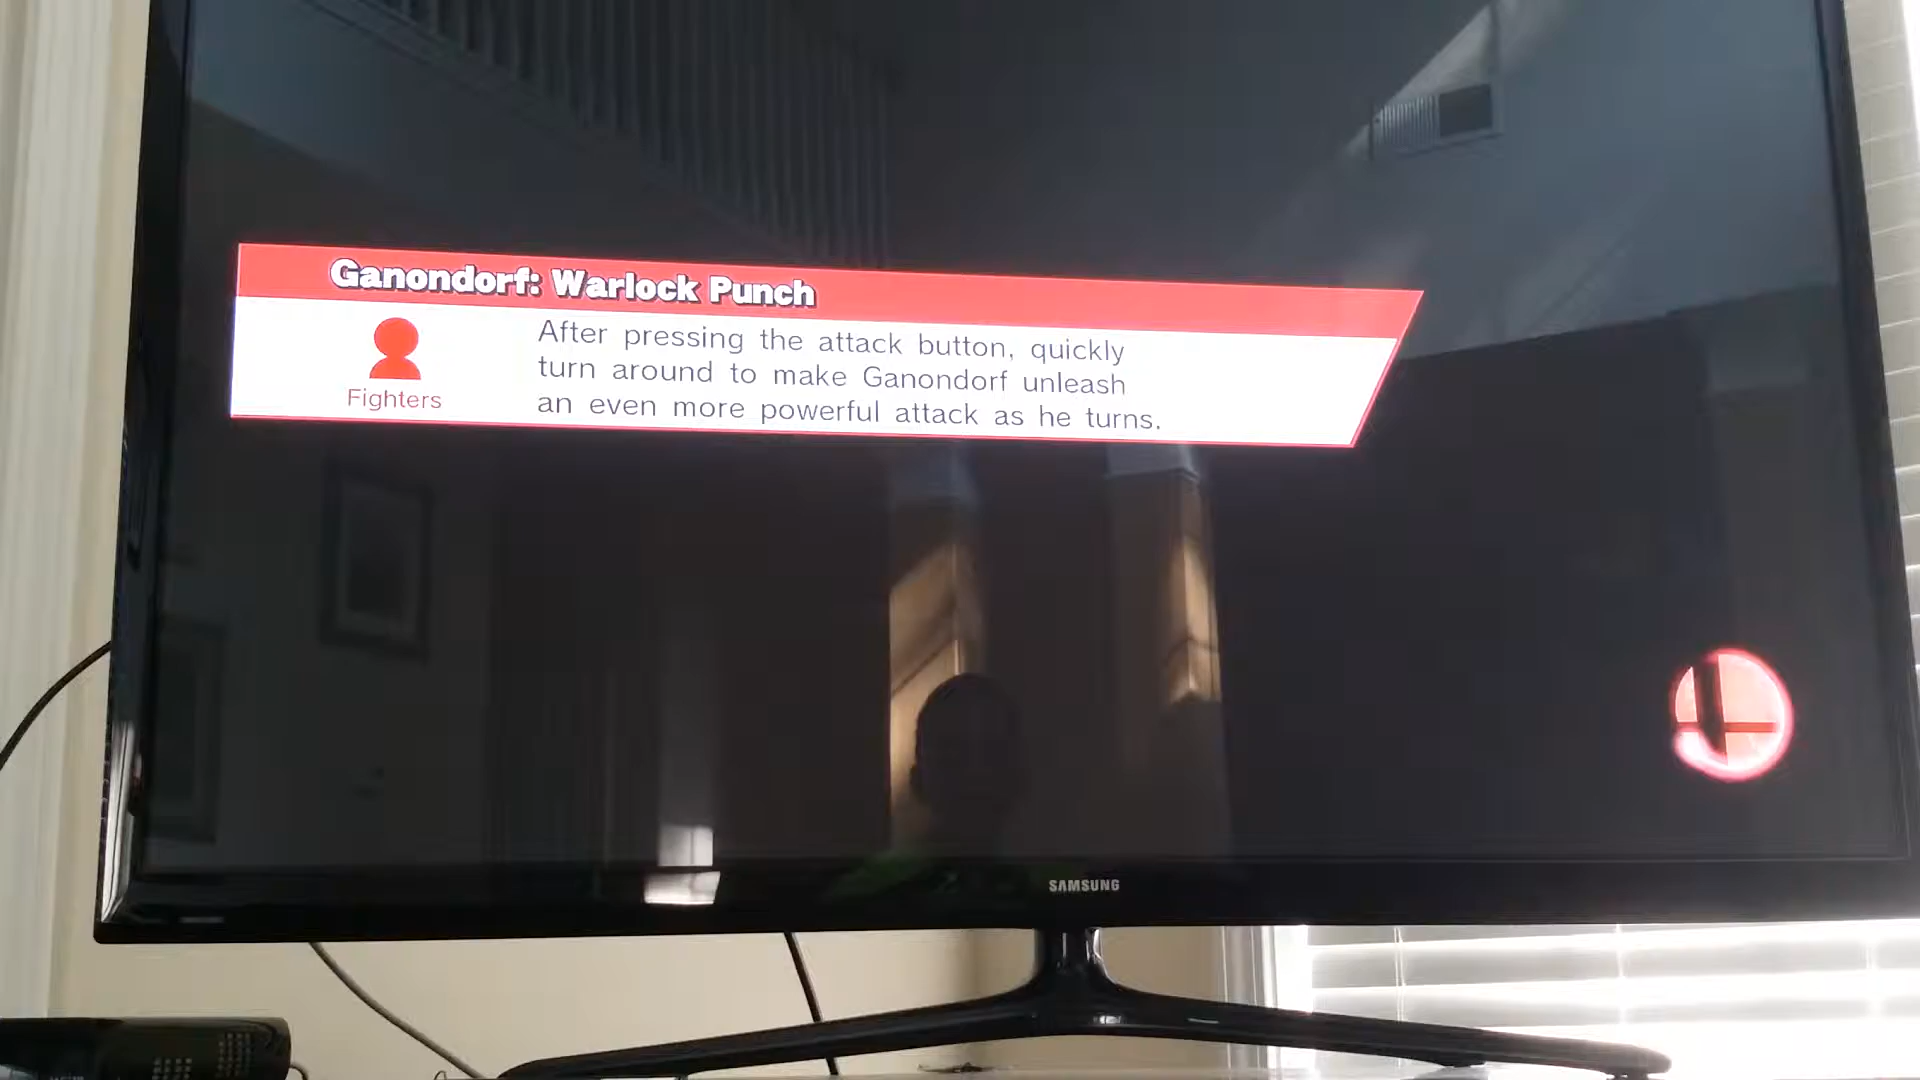 Ganondorf: Warlock Punch
After pressing the attack button, quickly
turn around to make Ganondorf unleash
an even more powerful attack as he turns.
Fighters
SAMSUNG